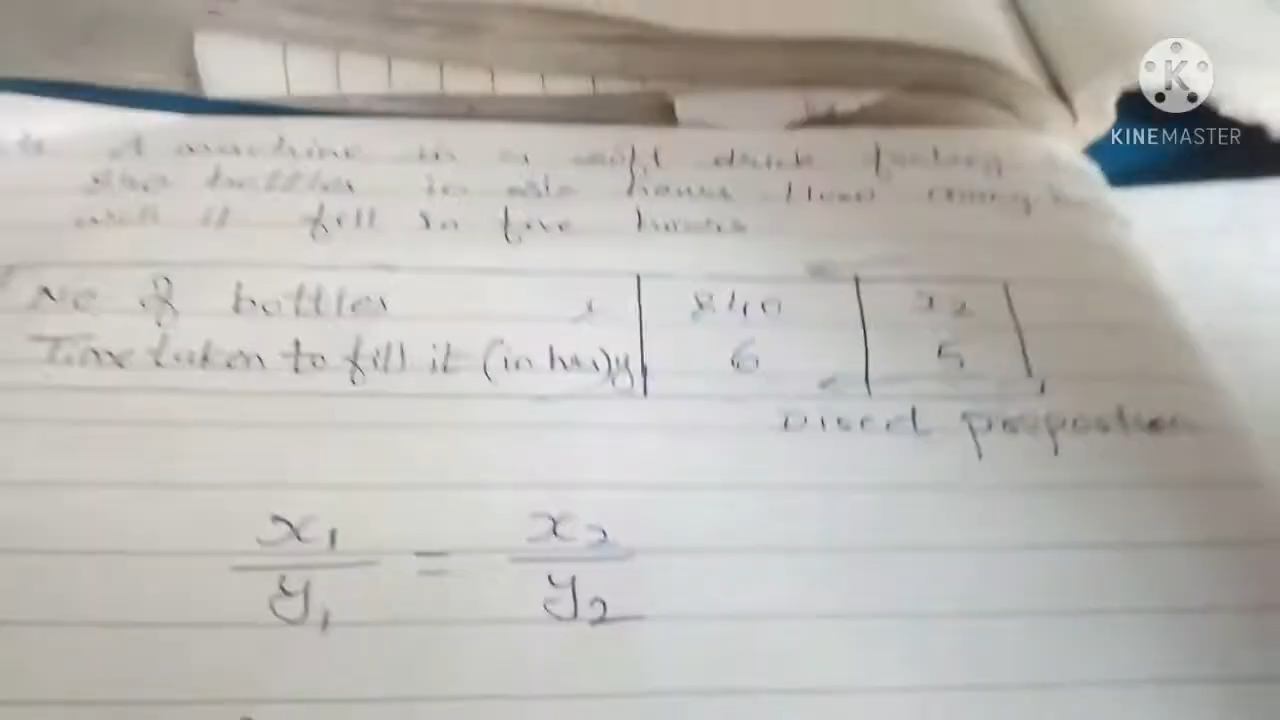 A machine in a soft drink factory
840 bottles in six hours How many
will it fill in five hours
No of bottles x 840 x2
Time taken to fill it (in hrs) y 6 5
Direct proportion
x1 = x2
y1 y2
K
KINEMASTER